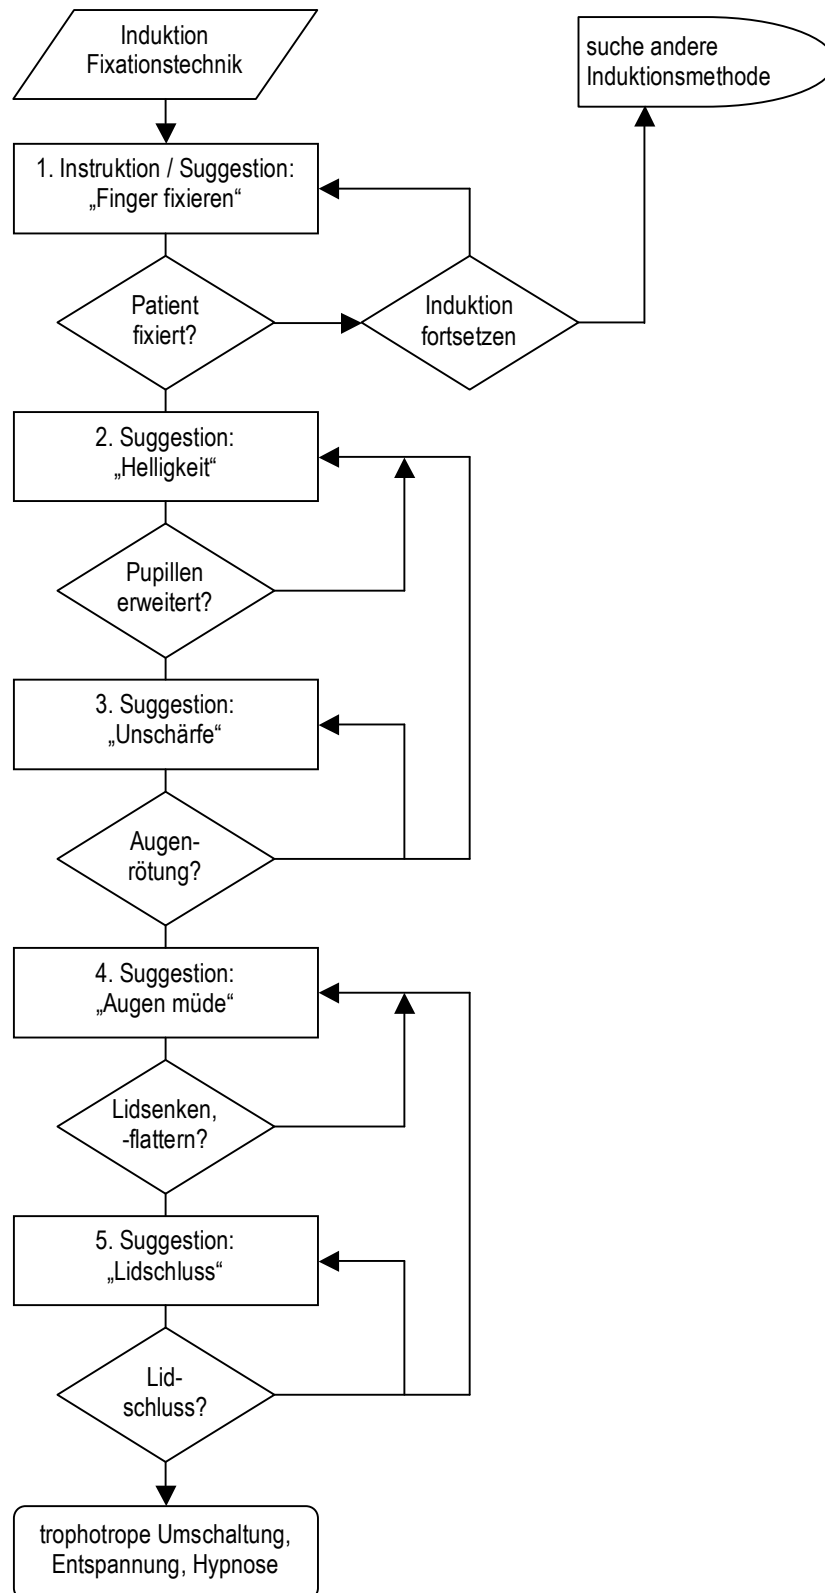 Induktion
Fixationstechnik
suche andere
Induktionsmethode
1. Instruktion / Suggestion:
„Finger fixieren“
Patient
fixiert?
Induktion
fortsetzen
2. Suggestion:
„Helligkeit“
Pupillen
erweitert?
3. Suggestion:
„Unschärfe“
Augen-
rötung?
4. Suggestion:
„Augen müde“
Lidsenken,
-flattern?
5. Suggestion:
„Lidschluss“
Lid-
schluss?
trophotrope Umschaltung,
Entspannung, Hypnose